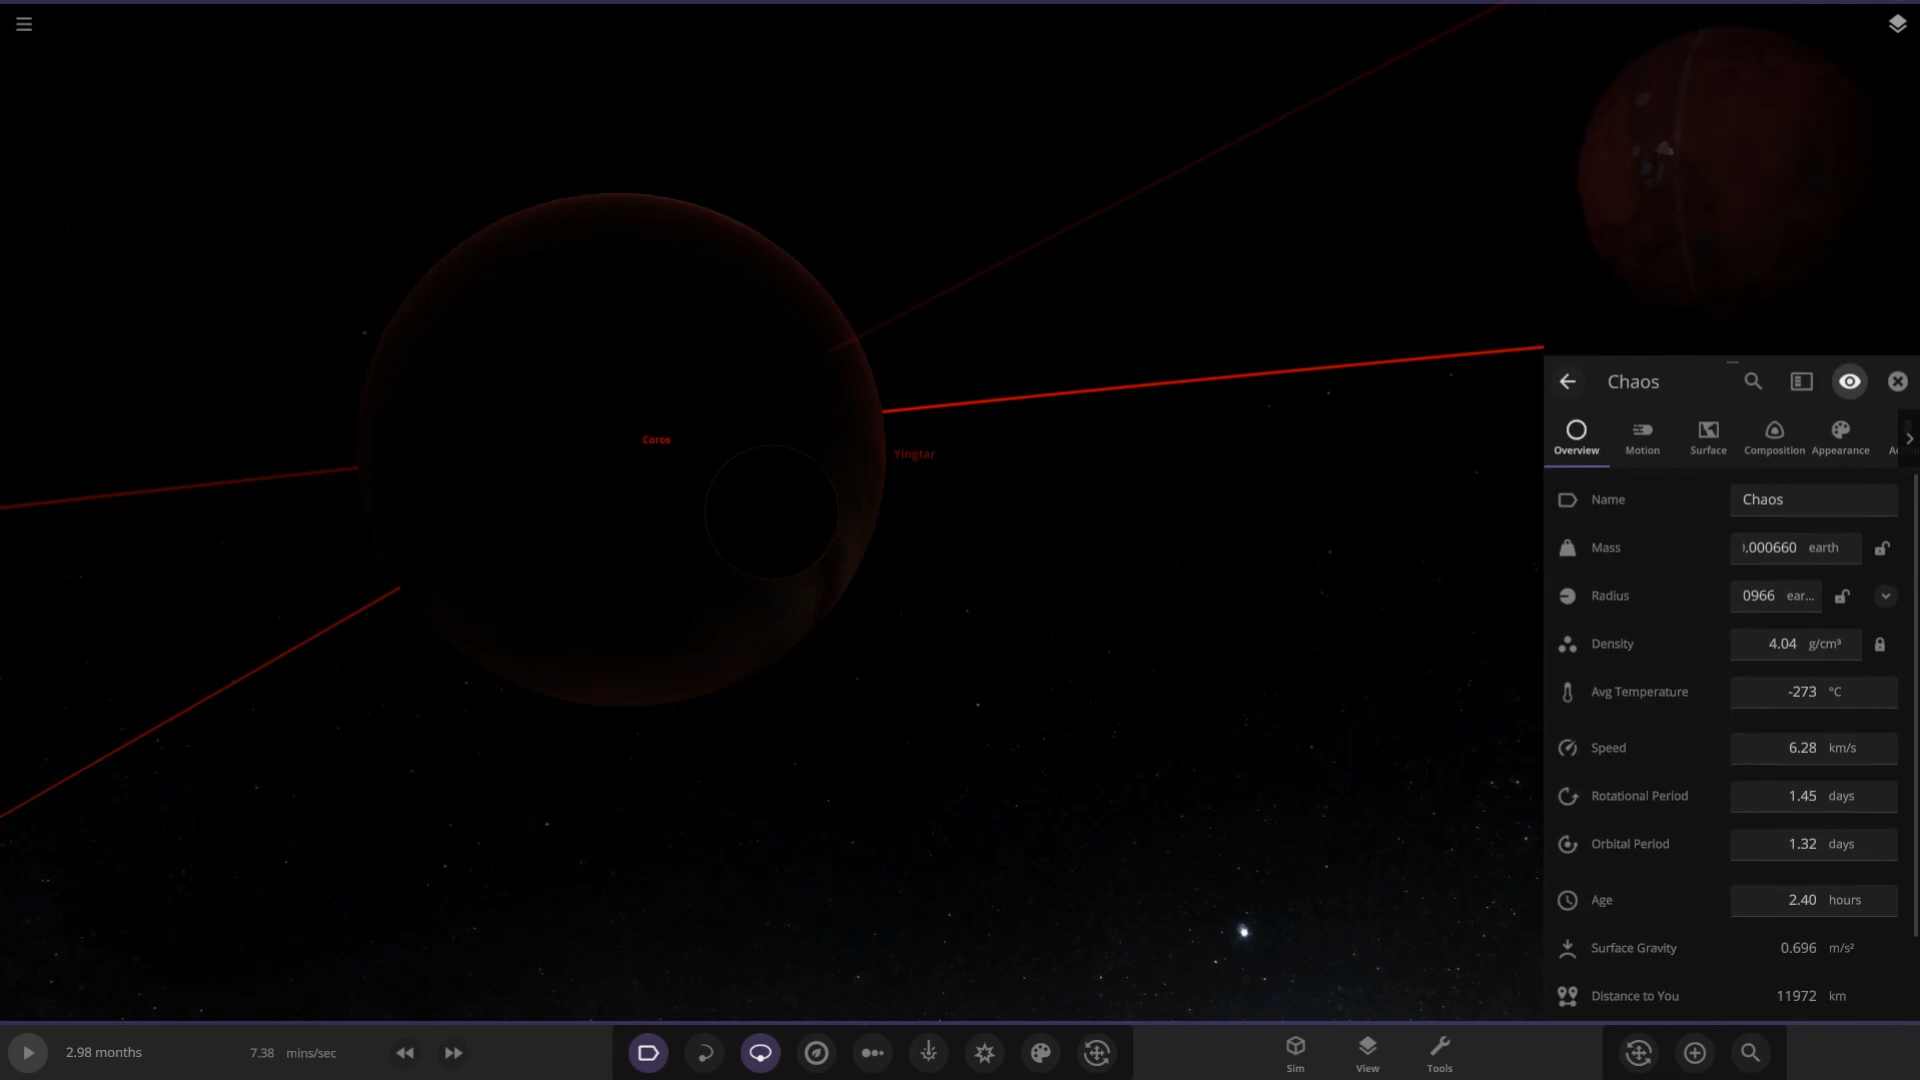 Coros
Yingtar
Chaos
Overview
Motion
Surface
Composition
Appearance
Name
Chaos
Mass
.000660 earth
Radius
0966 ear...
Density
4.04 g/cm³
Avg Temperature
-273 °C
Speed
6.28 km/s
Rotational Period
1.45 days
Orbital Period
1.32 days
Age
2.40 hours
Surface Gravity
0.696 m/s²
Distance to You
11972 km
2.98 months
7.38 mins/sec
Sim
View
Tools